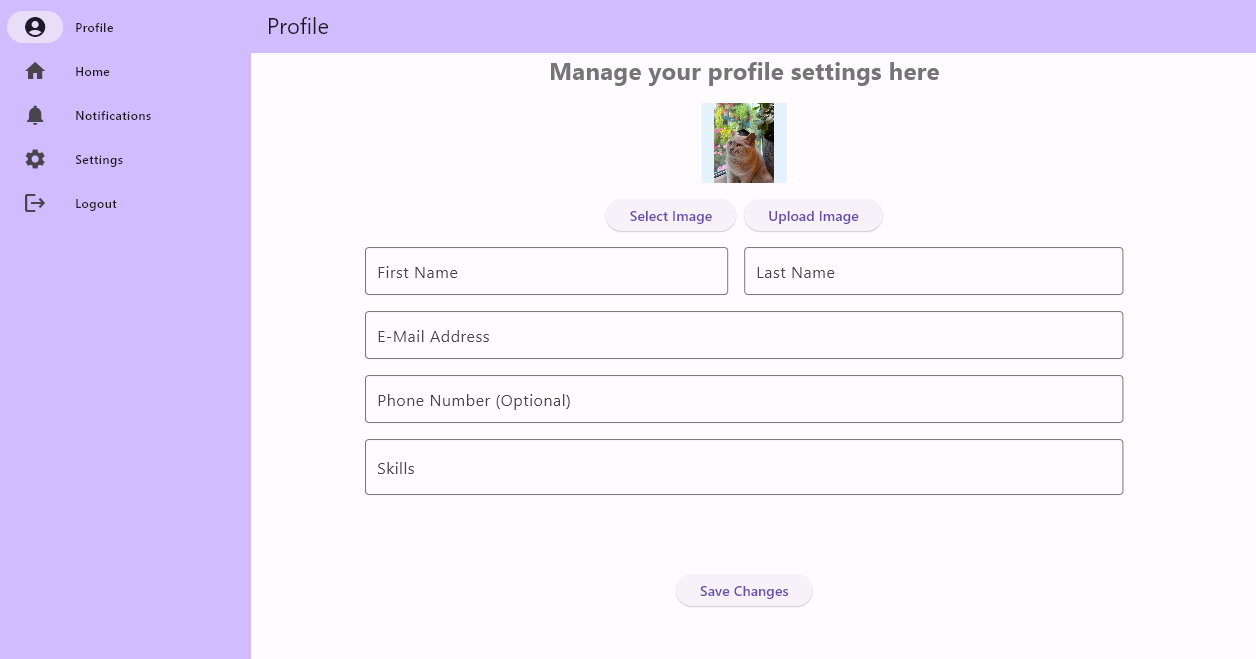 Profile
Home
Notifications
Settings
Logout
Profile
Manage your profile settings here
Select Image
Upload Image
First Name
Last Name
E-Mail Address
Phone Number (Optional)
Skills
Save Changes